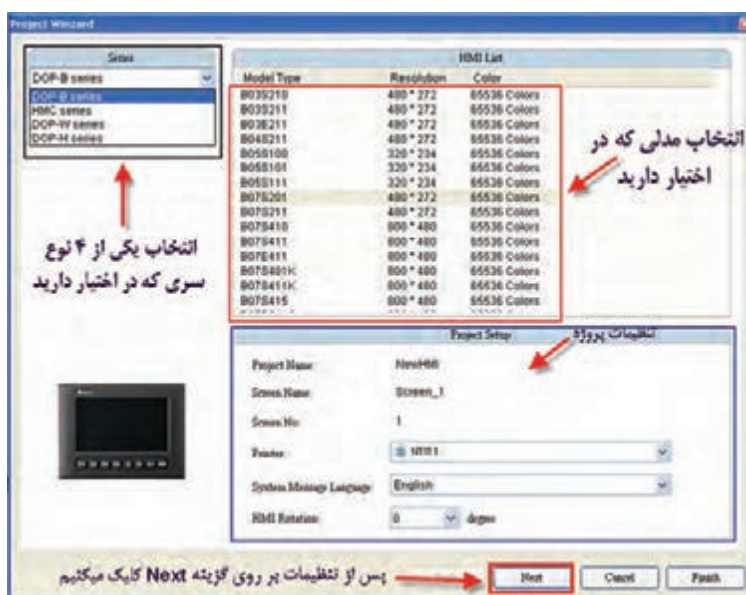 Project Winzard
Series
DOP-B series
DOP-B series
HMC series
DOP-W series
DOP-H series
HMI List
Model Type Resolution Color
B03S210 480 * 272 65536 Colors
B03S211 480 * 272 65536 Colors
B03E211 480 * 272 65536 Colors
B04S211 480 * 272 65536 Colors
B05S100 320 * 234 65536 Colors
B05S101 320 * 234 65536 Colors
B05S111 320 * 234 65536 Colors
B07S201 480 * 272 65536 Colors
B07S211 480 * 272 65536 Colors
B07S410 800 * 480 65536 Colors
B07S411 800 * 480 65536 Colors
B07E411 800 * 480 65536 Colors
B07S401K 800 * 480 65536 Colors
B07S411K 800 * 480 65536 Colors
B07S415 800 * 480 65536 Colors
انتخاب مدلی که در
اختیار دارید
انتخاب یکی از ۴ نوع
سری که در اختیار دارید
Project Setup
تنظیمات پروژه
Project Name NewHMI
Screen Name Screen_1
Screen No 1
Printer
System Message Language English
HMI Rotation 0 degree
پس از تنظیمات بر روی گزینه Next کلیک میکنیم
Next Cancel Finish